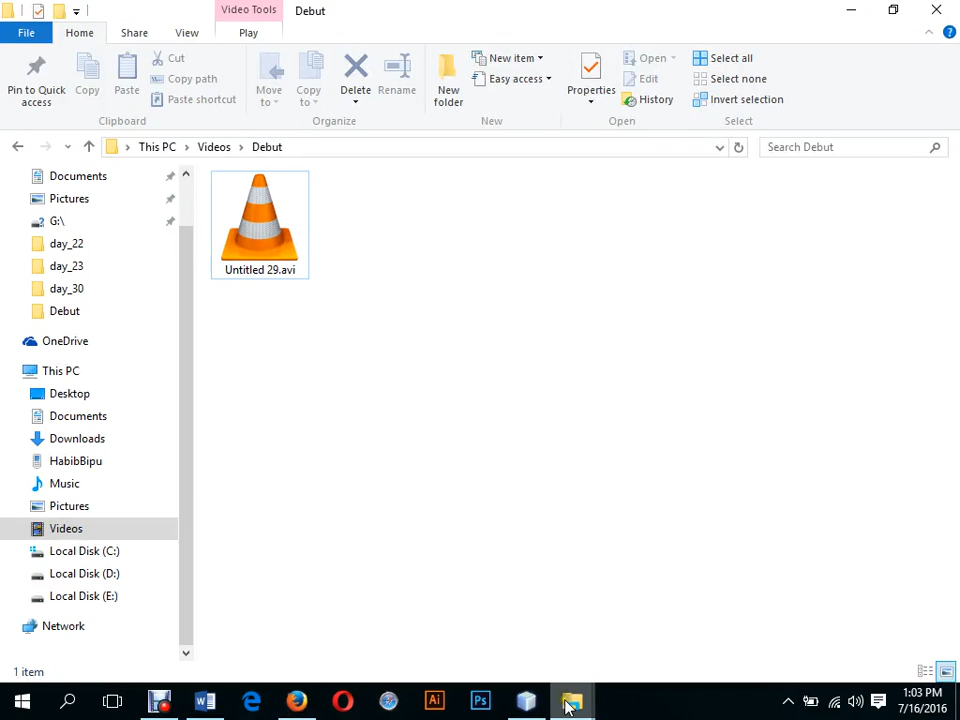 Video Tools Debut
File Home Share View Play
Pin to Quick access
Copy
Paste
Cut
Copy path
Paste shortcut
Clipboard
Move to
Copy to
Delete
Rename
Organize
New folder
New item
Easy access
New
Properties
Open
Edit
History
Open
Select all
Select none
Invert selection
Select
This PC Videos Debut
Search Debut
Documents
Pictures
G:\
day_22
day_23
day_30
Debut
OneDrive
This PC
Desktop
Documents
Downloads
HabibBipu
Music
Pictures
Videos
Local Disk (C:)
Local Disk (D:)
Local Disk (E:)
Network
Untitled 29.avi
1 item
Ai
Ps
1:03 PM
7/16/2016